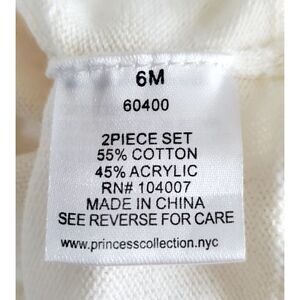 6M
60400
2PIECE SET
55% COTTON
45% ACRYLIC
RN# 104007
MADE IN CHINA
SEE REVERSE FOR CARE
www.princesscollection.nyc